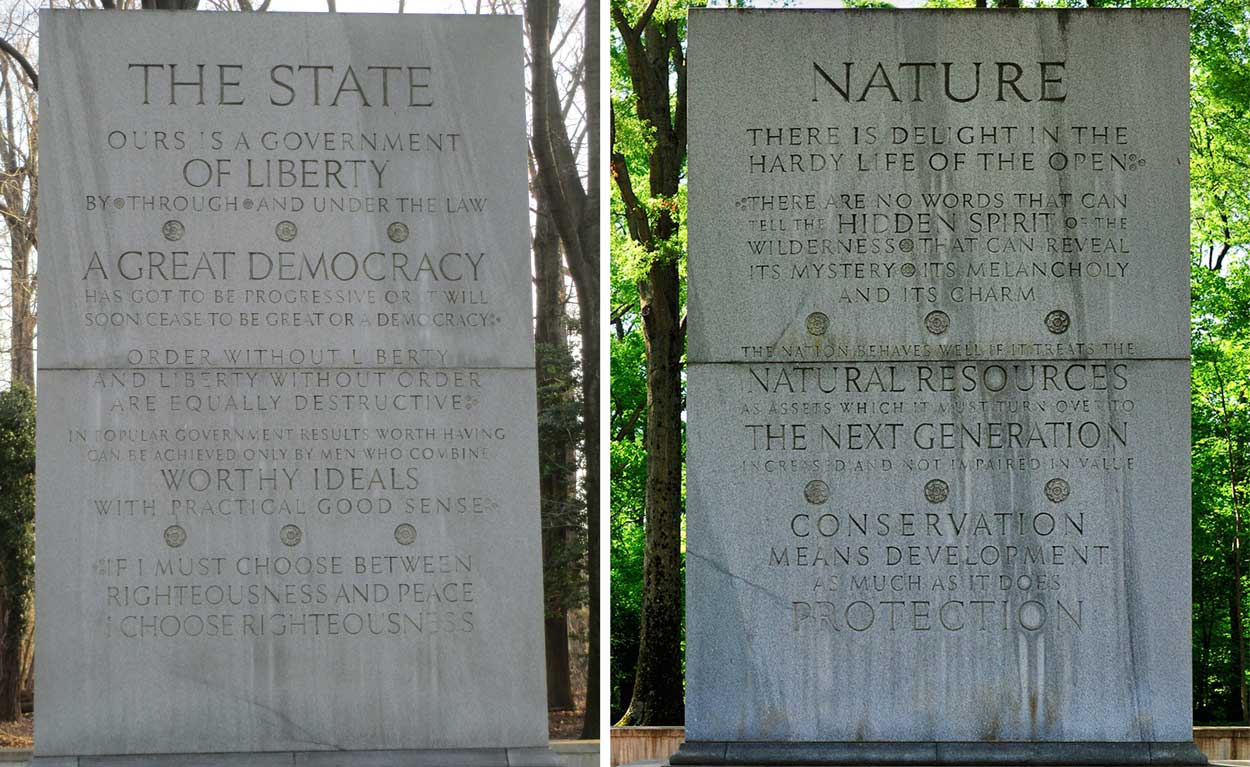 THE STATE
OURS IS A GOVERNMENT
OF LIBERTY
BY THROUGH AND UNDER THE LAW
A GREAT DEMOCRACY
HAS GOT TO BE PROGRESSIVE OR IT WILL
SOON CEASE TO BE GREAT OR A DEMOCRACY
ORDER WITHOUT LIBERTY
AND LIBERTY WITHOUT ORDER
ARE EQUALLY DESTRUCTIVE
IN POPULAR GOVERNMENT RESULTS WORTH HAVING
CAN BE ACHIEVED ONLY BY MEN WHO COMBINE
WORTHY IDEALS
WITH PRACTICAL GOOD SENSE
IF I MUST CHOOSE BETWEEN
RIGHTEOUSNESS AND PEACE
I CHOOSE RIGHTEOUSNESS
NATURE
THERE IS DELIGHT IN THE
HARDY LIFE OF THE OPEN
THERE ARE NO WORDS THAT CAN
TELL THE HIDDEN SPIRIT OF THE
WILDERNESS THAT CAN REVEAL
ITS MYSTERY ITS MELANCHOLY
AND ITS CHARM
THE NATION BEHAVES WELL IF IT TREATS THE
NATURAL RESOURCES
AS ASSETS WHICH IT MUST TURN OVER TO
THE NEXT GENERATION
INCREASED AND NOT IMPAIRED IN VALUE
CONSERVATION
MEANS DEVELOPMENT
AS MUCH AS IT DOES
PROTECTION